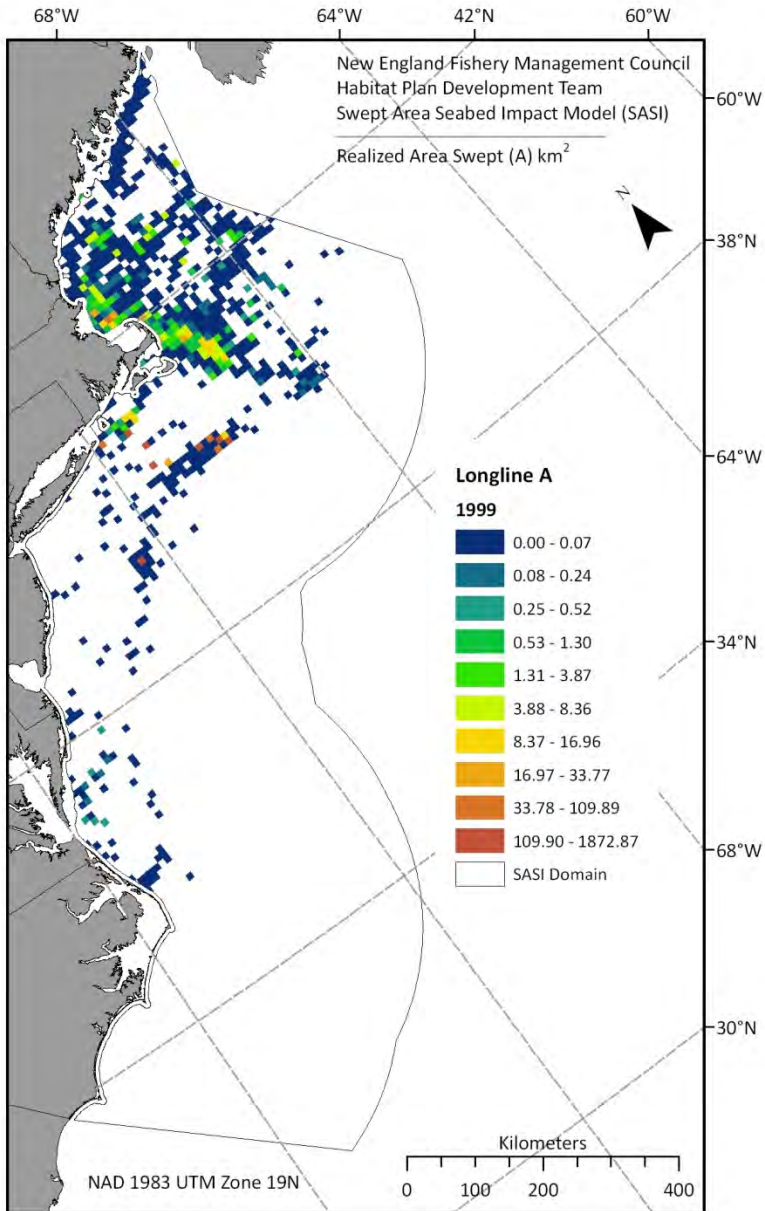 68°W 64°W 42°N 60°W
New England Fishery Management Council
Habitat Plan Development Team
Swept Area Seabed Impact Model (SASI)
Realized Area Swept (A) km²
60°W
N
38°N
64°W
Longline A
1999
0.00 - 0.07
0.08 - 0.24
0.25 - 0.52
0.53 - 1.30
34°N
1.31 - 3.87
3.88 - 8.36
8.37 - 16.96
16.97 - 33.77
33.78 - 109.89
109.90 - 1872.87
68°W
SASI Domain
30°N
Kilometers
NAD 1983 UTM Zone 19N
0 100 200 300 400